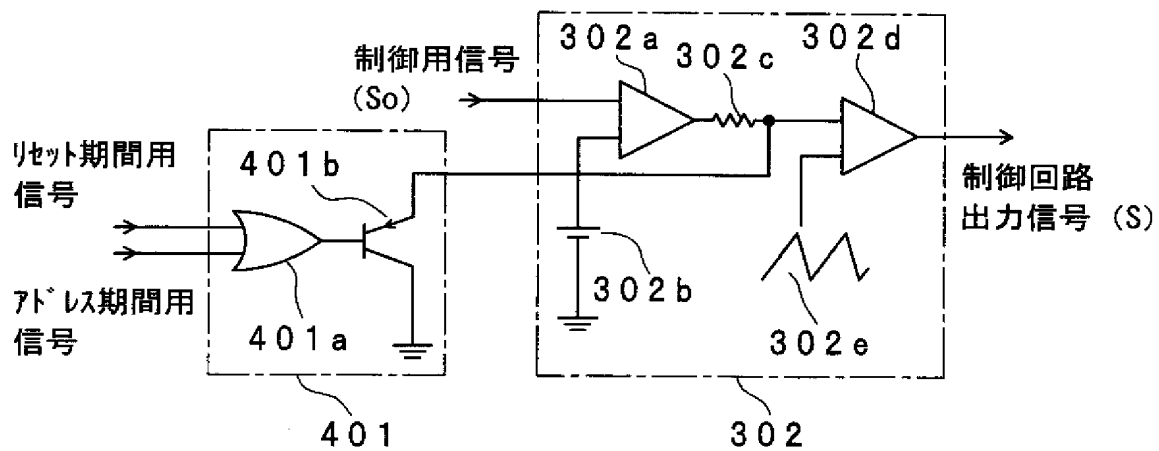 302a
302d
制御用信号
(So)
302c
リセット期間用
信号
401b
制御回路
出力信号 (S)
302b
アドレス期間用
信号
401a
302e
401
302